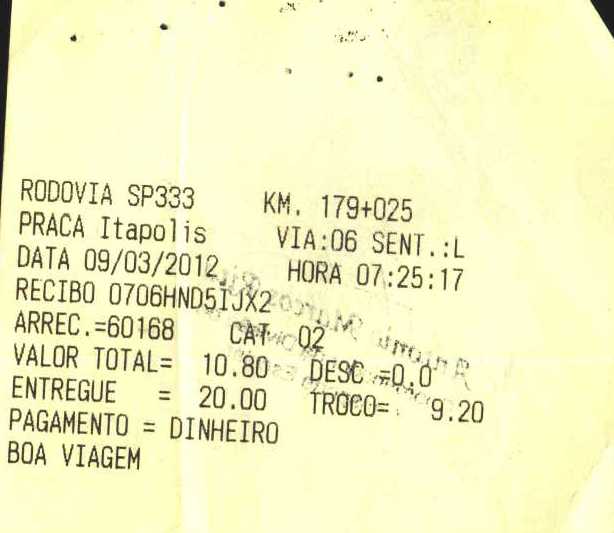 RODOVIA SP333 KM. 179+025
PRACA Itapolis VIA:06 SENT.:L
DATA 09/03/2012 HORA 07:25:17
RECIBO 0706HND5IJX2
ARREC.=60168 CAT 02
VALOR TOTAL= 10.80 DESC =0.0
ENTREGUE = 20.00 TROCO= 9.20
PAGAMENTO = DINHEIRO
BOA VIAGEM